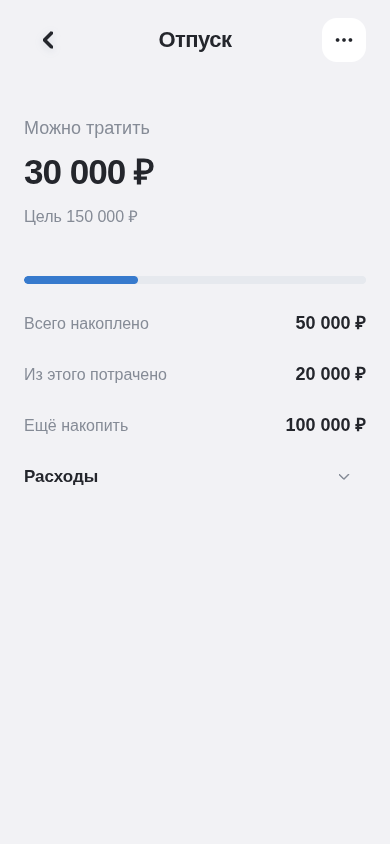 Отпуск
Можно тратить
30 000 ₽
Цель 150 000 ₽
Всего накоплено 50 000 ₽
Из этого потрачено 20 000 ₽
Ещё накопить 100 000 ₽
Расходы